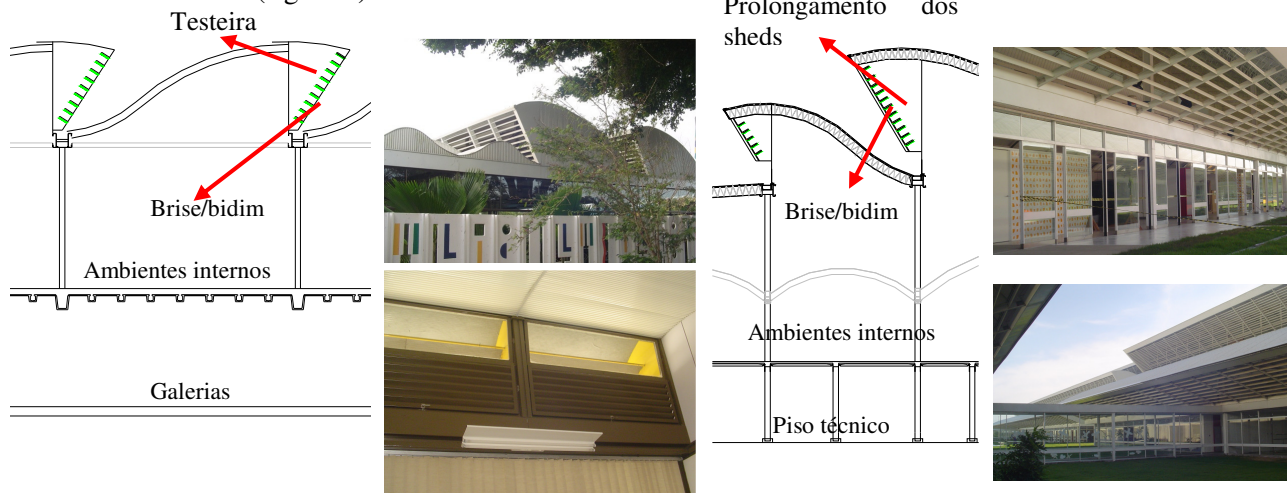 Testeira
Brise/bidim
Ambientes internos
Galerias
Prolongamento dos
sheds
Brise/bidim
Ambientes internos
Piso técnico